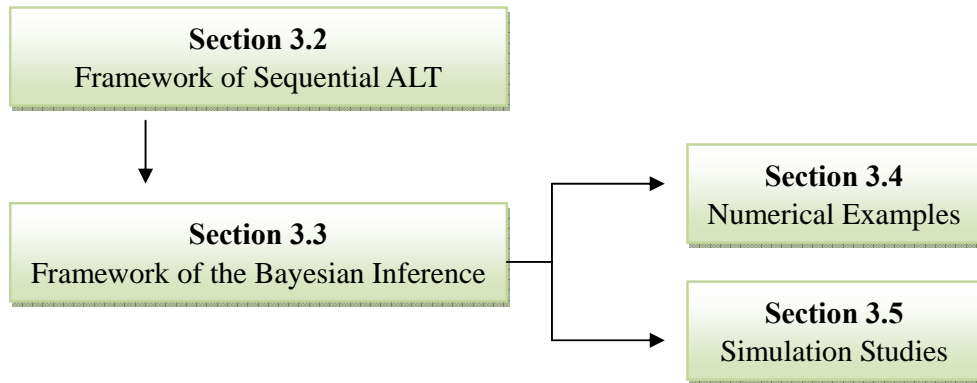 Section 3.2
Framework of Sequential ALT
Section 3.3
Framework of the Bayesian Inference
Section 3.4
Numerical Examples
Section 3.5
Simulation Studies